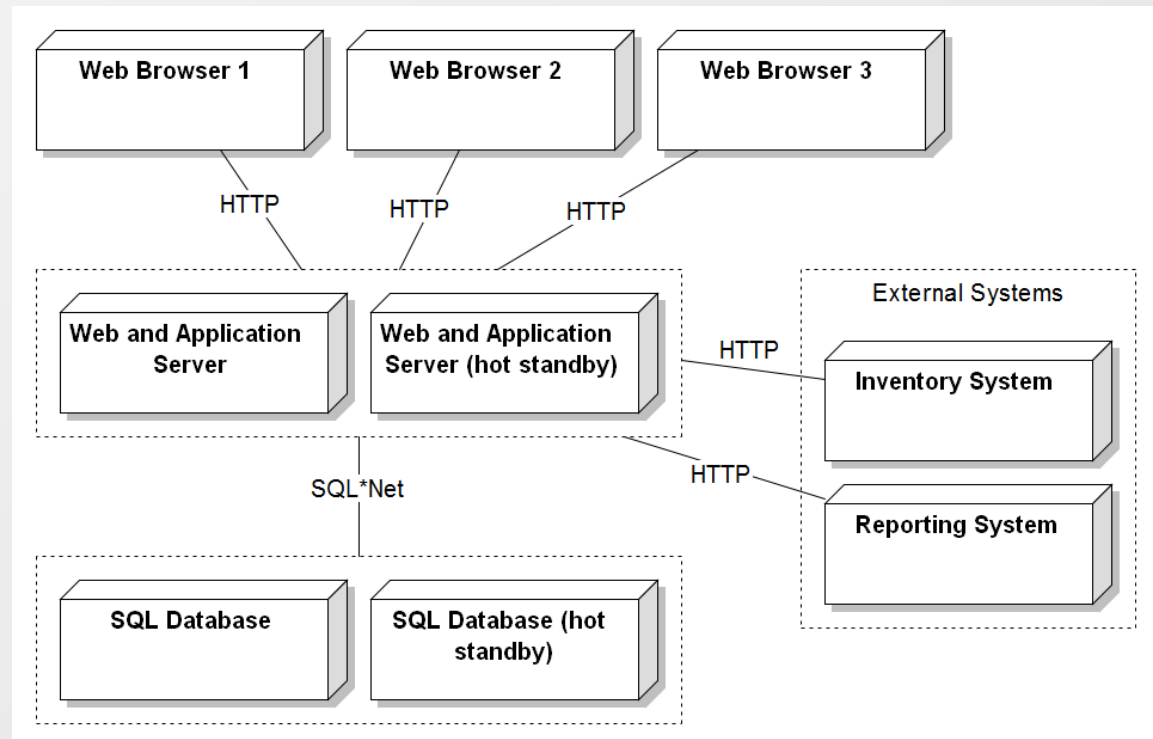 Web Browser 1
Web Browser 2
Web Browser 3
HTTP
HTTP
HTTP
Web and Application
Server
Web and Application
Server (hot standby)
External Systems
HTTP
Inventory System
HTTP
Reporting System
SQL*Net
SQL Database
SQL Database (hot
standby)